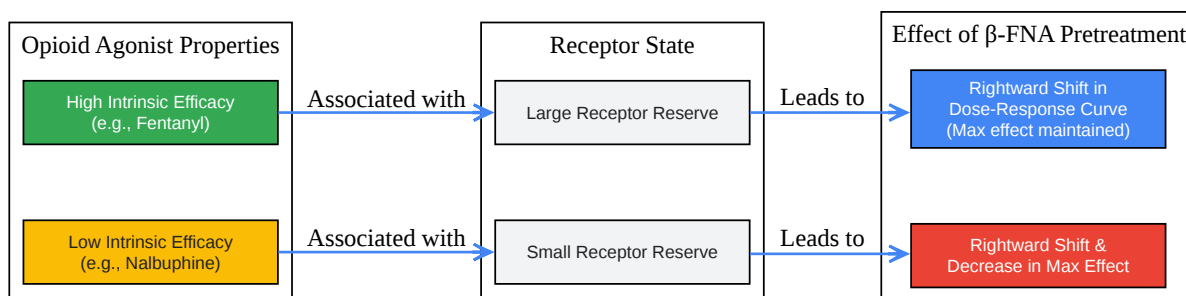 Opioid Agonist Properties
High Intrinsic Efficacy
(e.g., Fentanyl)
Low Intrinsic Efficacy
(e.g., Nalbuphine)
Associated with
Associated with
Receptor State
Large Receptor Reserve
Small Receptor Reserve
Leads to
Leads to
Effect of β-FNA Pretreatment
Rightward Shift in
Dose-Response Curve
(Max effect maintained)
Rightward Shift &
Decrease in Max Effect